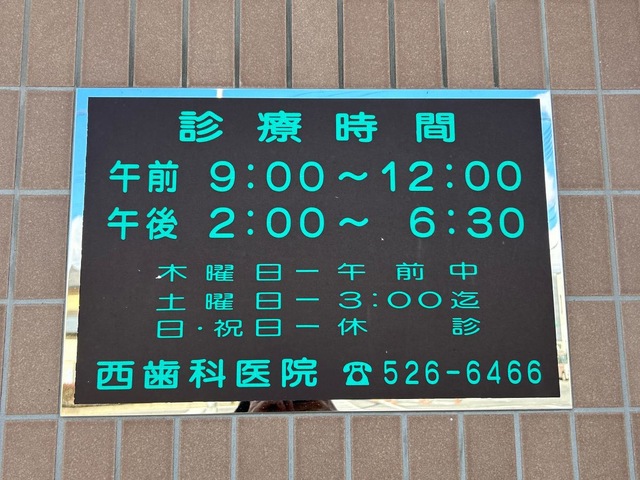 診療時間
午前 9:00～12:00
午後 2:00～ 6:30
木曜日ー午前中
土曜日ー3:00迄
日・祝日ー休診
西歯科医院 ☎526-6466